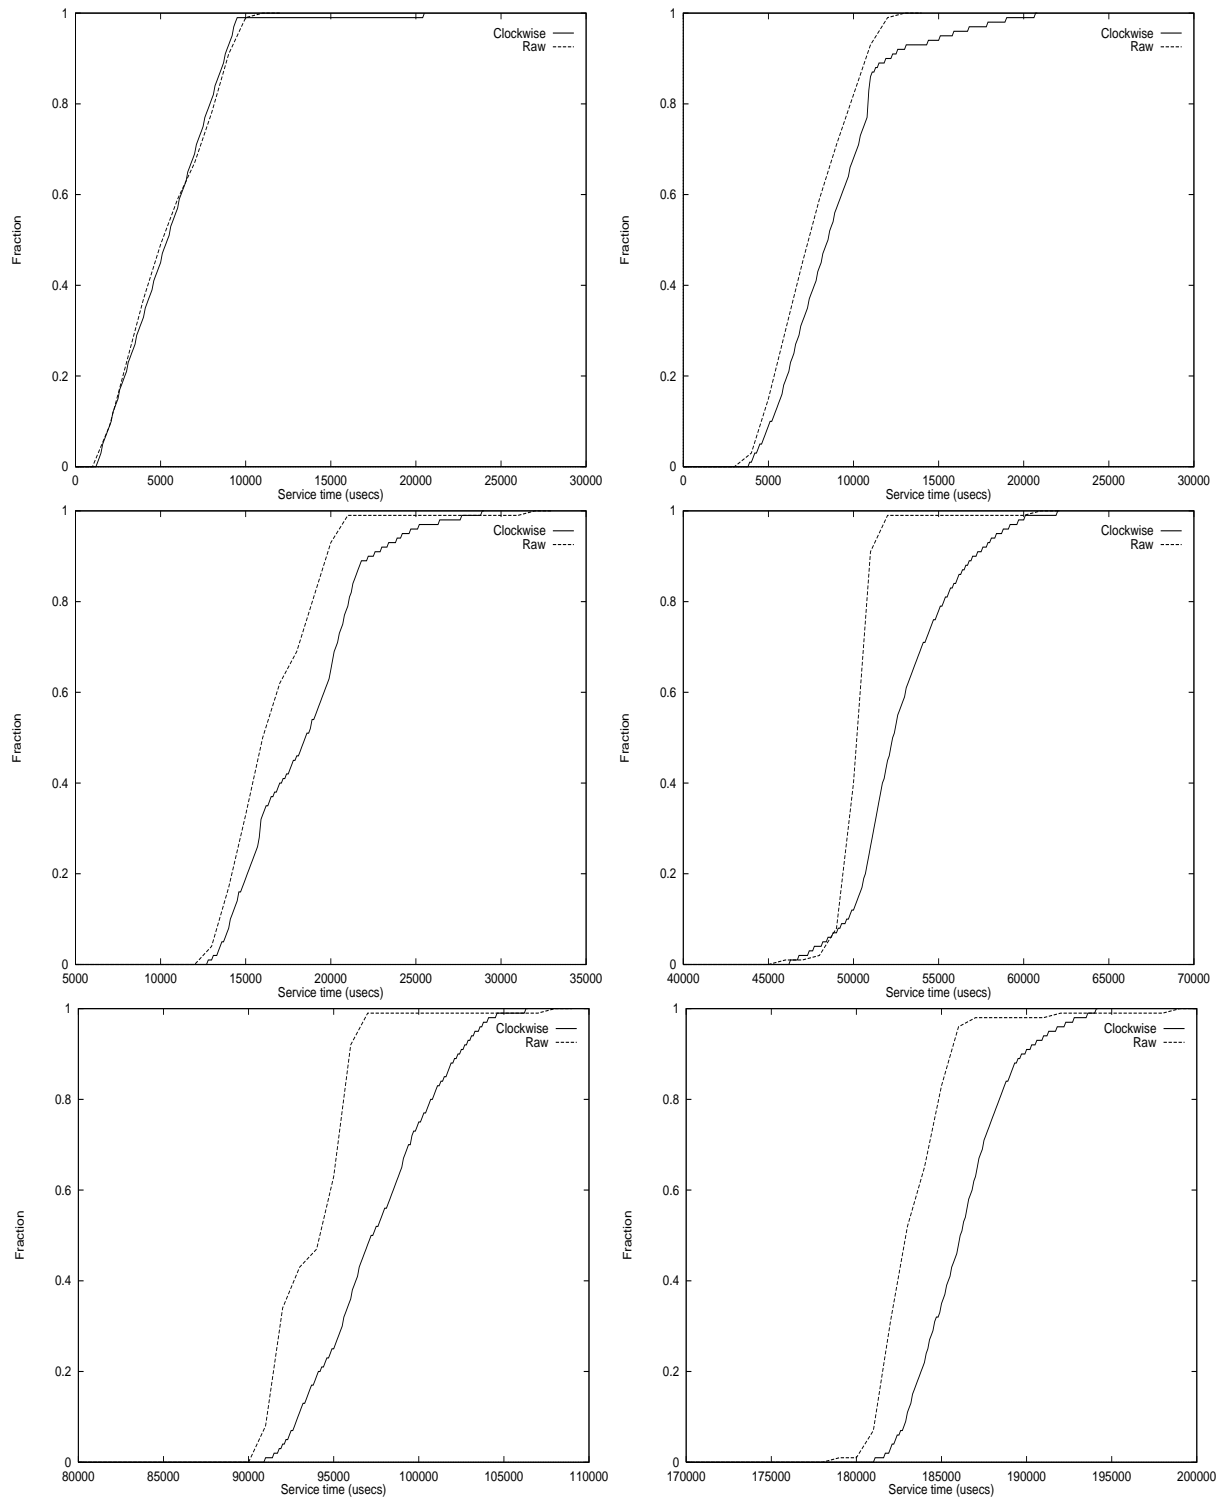 1
0.8
0.6
0.4
0.2
0
Fraction
0 5000 10000 15000 20000 25000 30000
Service time (usecs)
Clockwise
Raw
1
0.8
0.6
0.4
0.2
0
Fraction
0 5000 10000 15000 20000 25000 30000
Service time (usecs)
Clockwise
Raw
1
0.8
0.6
0.4
0.2
0
Fraction
5000 10000 15000 20000 25000 30000 35000
Service time (usecs)
Clockwise
Raw
1
0.8
0.6
0.4
0.2
0
Fraction
40000 45000 50000 55000 60000 65000 70000
Service time (usecs)
Clockwise
Raw
1
0.8
0.6
0.4
0.2
0
Fraction
80000 85000 90000 95000 100000 105000 110000
Service time (usecs)
Clockwise
Raw
1
0.8
0.6
0.4
0.2
0
Fraction
170000 175000 180000 185000 190000 195000 200000
Service time (usecs)
Clockwise
Raw